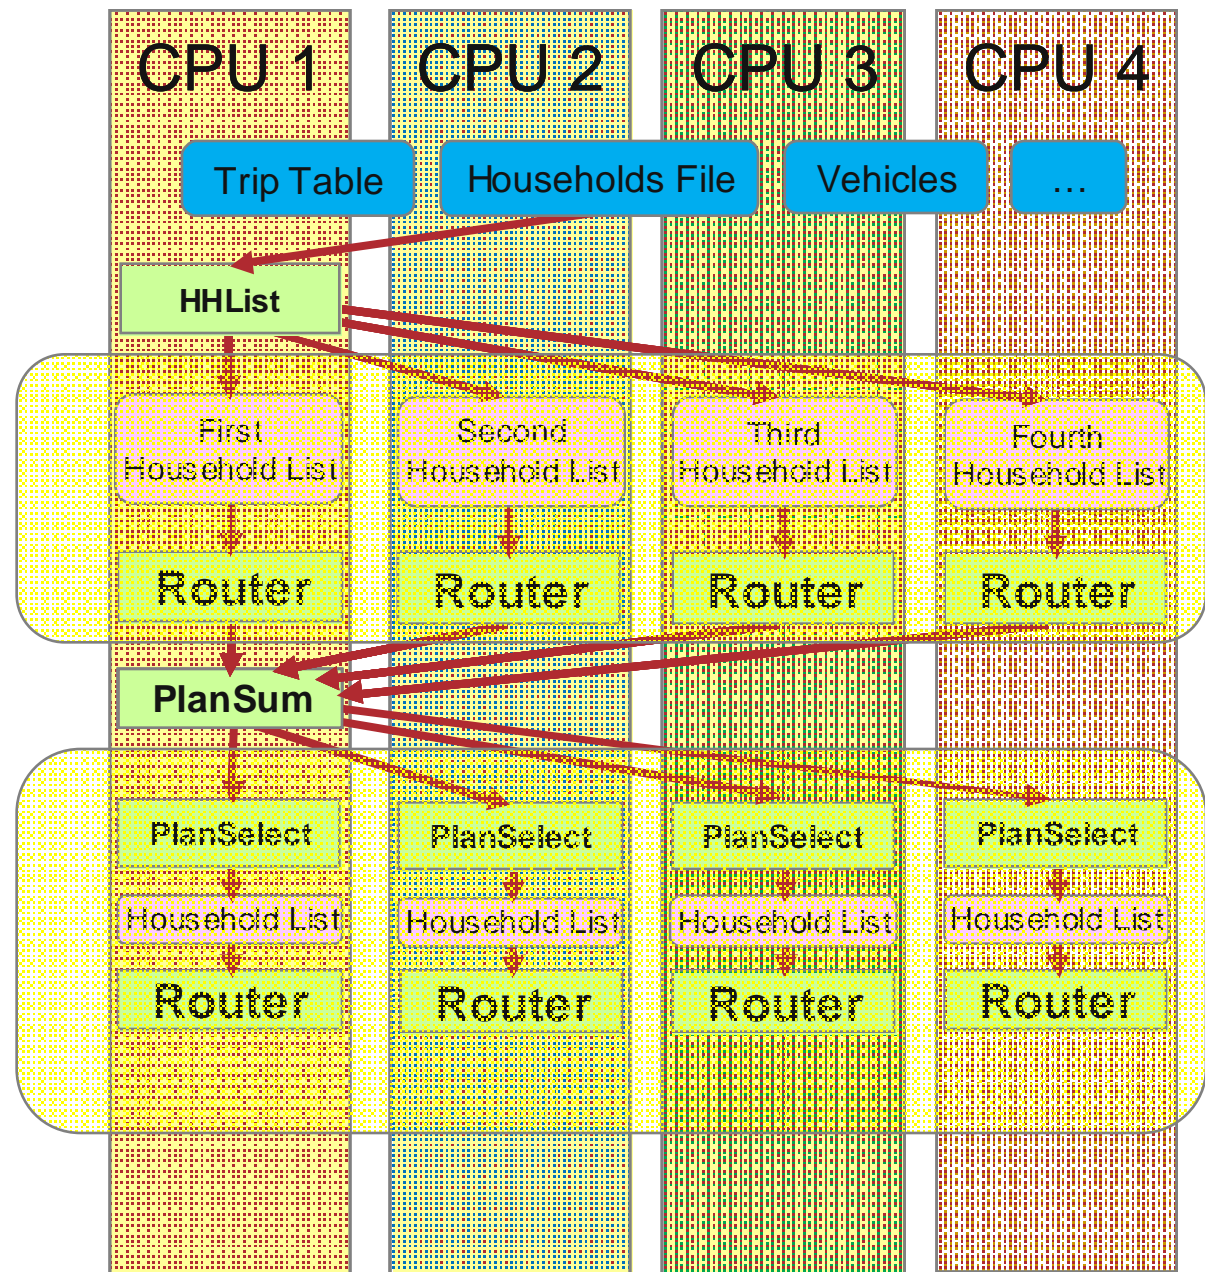 CPU 1
CPU 2
CPU 3
CPU 4
Trip Table
Households File
Vehicles
…
HHList
First
Household List
Second
Household List
Third
Household List
Fourth
Household List
Router
Router
Router
Router
PlanSum
PlanSelect
PlanSelect
PlanSelect
PlanSelect
Household List
Household List
Household List
Household List
Router
Router
Router
Router